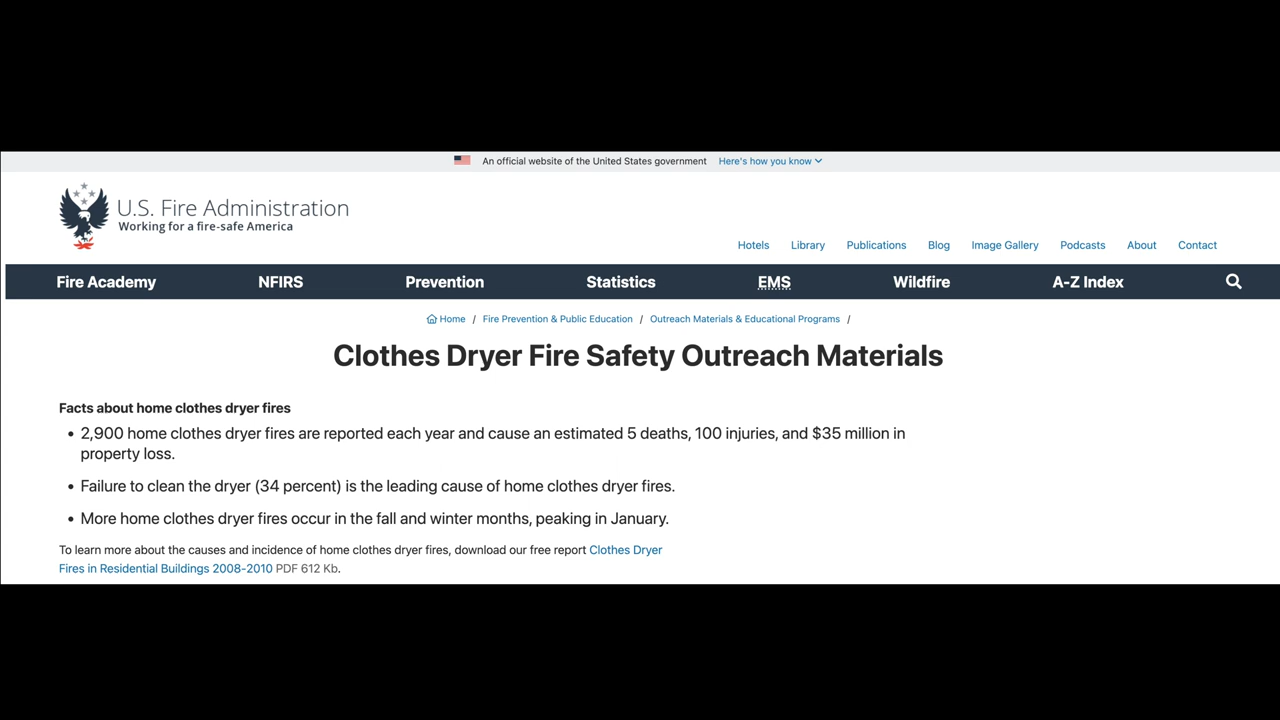 An official website of the United States government Here's how you know
U.S. Fire Administration
Working for a fire-safe America
Hotels Library Publications Blog Image Gallery Podcasts About Contact
Fire Academy NFIRS Prevention Statistics EMS Wildfire A-Z Index
Home / Fire Prevention & Public Education / Outreach Materials & Educational Programs /
Clothes Dryer Fire Safety Outreach Materials
Facts about home clothes dryer fires
• 2,900 home clothes dryer fires are reported each year and cause an estimated 5 deaths, 100 injuries, and $35 million in
property loss.
• Failure to clean the dryer (34 percent) is the leading cause of home clothes dryer fires.
• More home clothes dryer fires occur in the fall and winter months, peaking in January.
To learn more about the causes and incidence of home clothes dryer fires, download our free report Clothes Dryer
Fires in Residential Buildings 2008-2010 PDF 612 Kb.